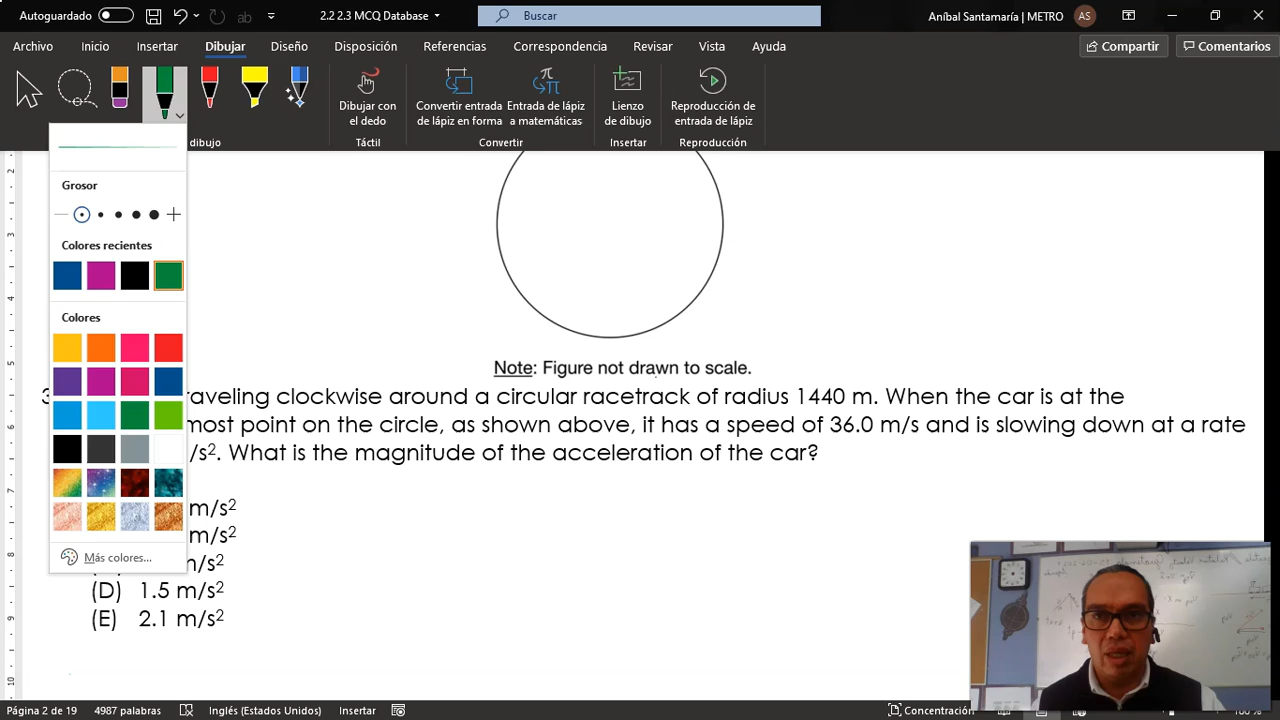 Autoguardado
2.2 2.3 MCQ Database
Buscar
Aníbal Santamaría | METRO
AS
Archivo Inicio Insertar Dibujar Diseño Disposición Referencias Correspondencia Revisar Vista Ayuda
Compartir Comentarios
Dibujar con el dedo
Convertir entrada de lápiz en forma
Entrada de lápiz a matemáticas
Lienzo de dibujo
Reproducción de entrada de lápiz
dibujo Táctil Convertir Insertar Reproducción
Grosor
Colores recientes
Colores
Más colores...
Note: Figure not drawn to scale.
3 raveling clockwise around a circular racetrack of radius 1440 m. When the car is at the
most point on the circle, as shown above, it has a speed of 36.0 m/s and is slowing down at a rate
/s². What is the magnitude of the acceleration of the car?
m/s²
m/s²
m/s²
(D) 1.5 m/s²
(E) 2.1 m/s²
Página 2 de 19 4987 palabras Inglés (Estados Unidos) Insertar
Concentración